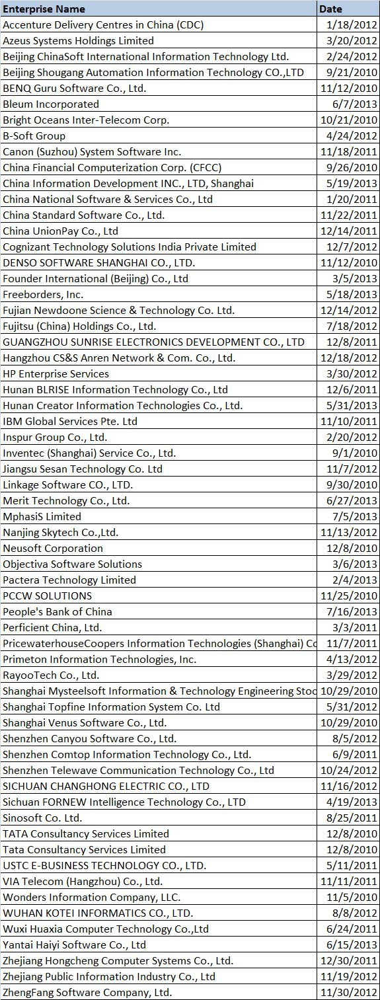 Enterprise Name Date
Accenture Delivery Centres in China (CDC) 1/18/2012
Azeus Systems Holdings Limited 3/20/2012
Beijing ChinaSoft International Information Technology Ltd. 2/24/2012
Beijing Shougang Automation Information Technology CO.,LTD 9/21/2010
BENQ Guru Software Co., Ltd. 11/12/2010
Bleum Incorporated 6/7/2013
Bright Oceans Inter-Telecom Corp. 10/21/2010
B-Soft Group 4/24/2012
Canon (Suzhou) System Software Inc. 11/18/2011
China Financial Computerization Corp. (CFCC) 9/26/2010
China Information Development INC., LTD, Shanghai 5/19/2013
China National Software & Services Co., Ltd 1/20/2011
China Standard Software Co., Ltd. 11/22/2011
China UnionPay Co., Ltd 12/14/2011
Cognizant Technology Solutions India Private Limited 12/7/2012
DENSO SOFTWARE SHANGHAI CO., LTD. 11/12/2010
Founder International (Beijing) Co., Ltd 3/5/2013
Freeborders, Inc. 5/18/2013
Fujian Newdoone Science & Technology Co. Ltd. 12/14/2012
Fujitsu (China) Holdings Co., Ltd. 7/18/2012
GUANGZHOU SUNRISE ELECTRONICS DEVELOPMENT CO., LTD 12/8/2011
Hangzhou CS&S Anren Network & Com. Co., Ltd. 12/18/2012
HP Enterprise Services 3/30/2012
Hunan BLRISE Information Technology Co., Ltd 12/6/2011
Hunan Creator Information Technologies Co., Ltd. 5/31/2013
IBM Global Services Pte. Ltd 11/10/2011
Inspur Group Co., Ltd. 2/20/2012
Inventec (Shanghai) Service Co., Ltd. 9/1/2010
Jiangsu Sesan Technology Co. Ltd 11/7/2012
Linkage Software CO., LTD. 9/30/2010
Merit Technology Co., Ltd. 6/27/2013
MphasiS Limited 7/5/2013
Nanjing Skytech Co.,Ltd. 11/13/2012
Neusoft Corporation 12/8/2010
Objectiva Software Solutions 3/6/2013
Pactera Technology Limited 2/4/2013
PCCW SOLUTIONS 11/25/2010
People's Bank of China 7/16/2013
Perficient China, Ltd. 3/3/2011
PricewaterhouseCoopers Information Technologies (Shanghai) Co 11/7/2011
Primeton Information Technologies, Inc. 4/13/2012
RayooTech Co., Ltd. 3/29/2012
Shanghai Mysteelsoft Information & Technology Engineering Stoc 10/29/2010
Shanghai Topfine Information System Co. Ltd 5/31/2012
Shanghai Venus Software Co., Ltd. 10/29/2010
Shenzhen Canyou Software Co., Ltd. 8/5/2012
Shenzhen Comtop Information Technology Co., Ltd. 6/9/2011
Shenzhen Telewave Communication Technology Co., Ltd 10/24/2012
SICHUAN CHANGHONG ELECTRIC CO., LTD 11/16/2012
Sichuan FORNEW Intelligence Technology Co., LTD 4/19/2013
Sinosoft Co. Ltd. 8/25/2011
TATA Consultancy Services Limited 12/8/2010
Tata Consultancy Services Limited 12/8/2010
USTC E-BUSINESS TECHNOLOGY CO., LTD. 5/11/2011
VIA Telecom (Hangzhou) Co., Ltd. 11/11/2011
Wonders Information Company, LLC. 11/5/2010
WUHAN KOTEI INFORMATICS CO., LTD. 8/8/2012
Wuxi Huaxia Computer Technology Co.,Ltd 6/24/2011
Yantai Haiyi Software Co., Ltd 6/15/2013
Zhejiang Hongcheng Computer Systems Co., Ltd. 12/30/2011
Zhejiang Public Information Industry Co., Ltd 11/19/2012
ZhengFang Software Company, Ltd. 11/30/2012